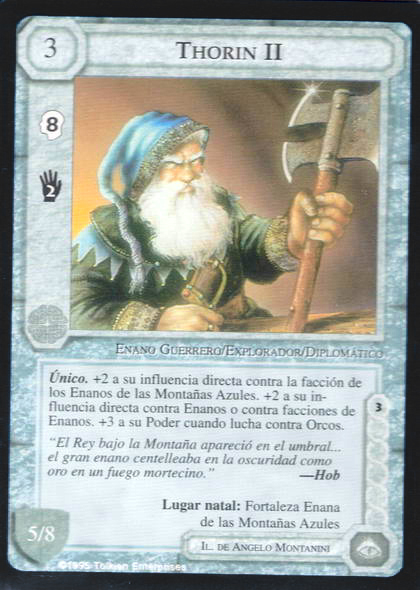 3
THORIN II
8
2
ENANO GUERRERO/EXPLORADOR/DIPLOMÁTICO
Único. +2 a su influencia directa contra la facción de
los Enanos de las Montañas Azules. +2 a su in-
fluencia directa contra Enanos o contra facciones de
Enanos. +3 a su Poder cuando lucha contra Orcos.
3
“El Rey bajo la Montaña apareció en el umbral...
el gran enano centelleaba en la oscuridad como
oro en un fuego mortecino.” —Hob
Lugar natal: Fortaleza Enana
de las Montañas Azules
5/8
IL. DE ANGELO MONTANINI
©1995 Tolkien Enterprises